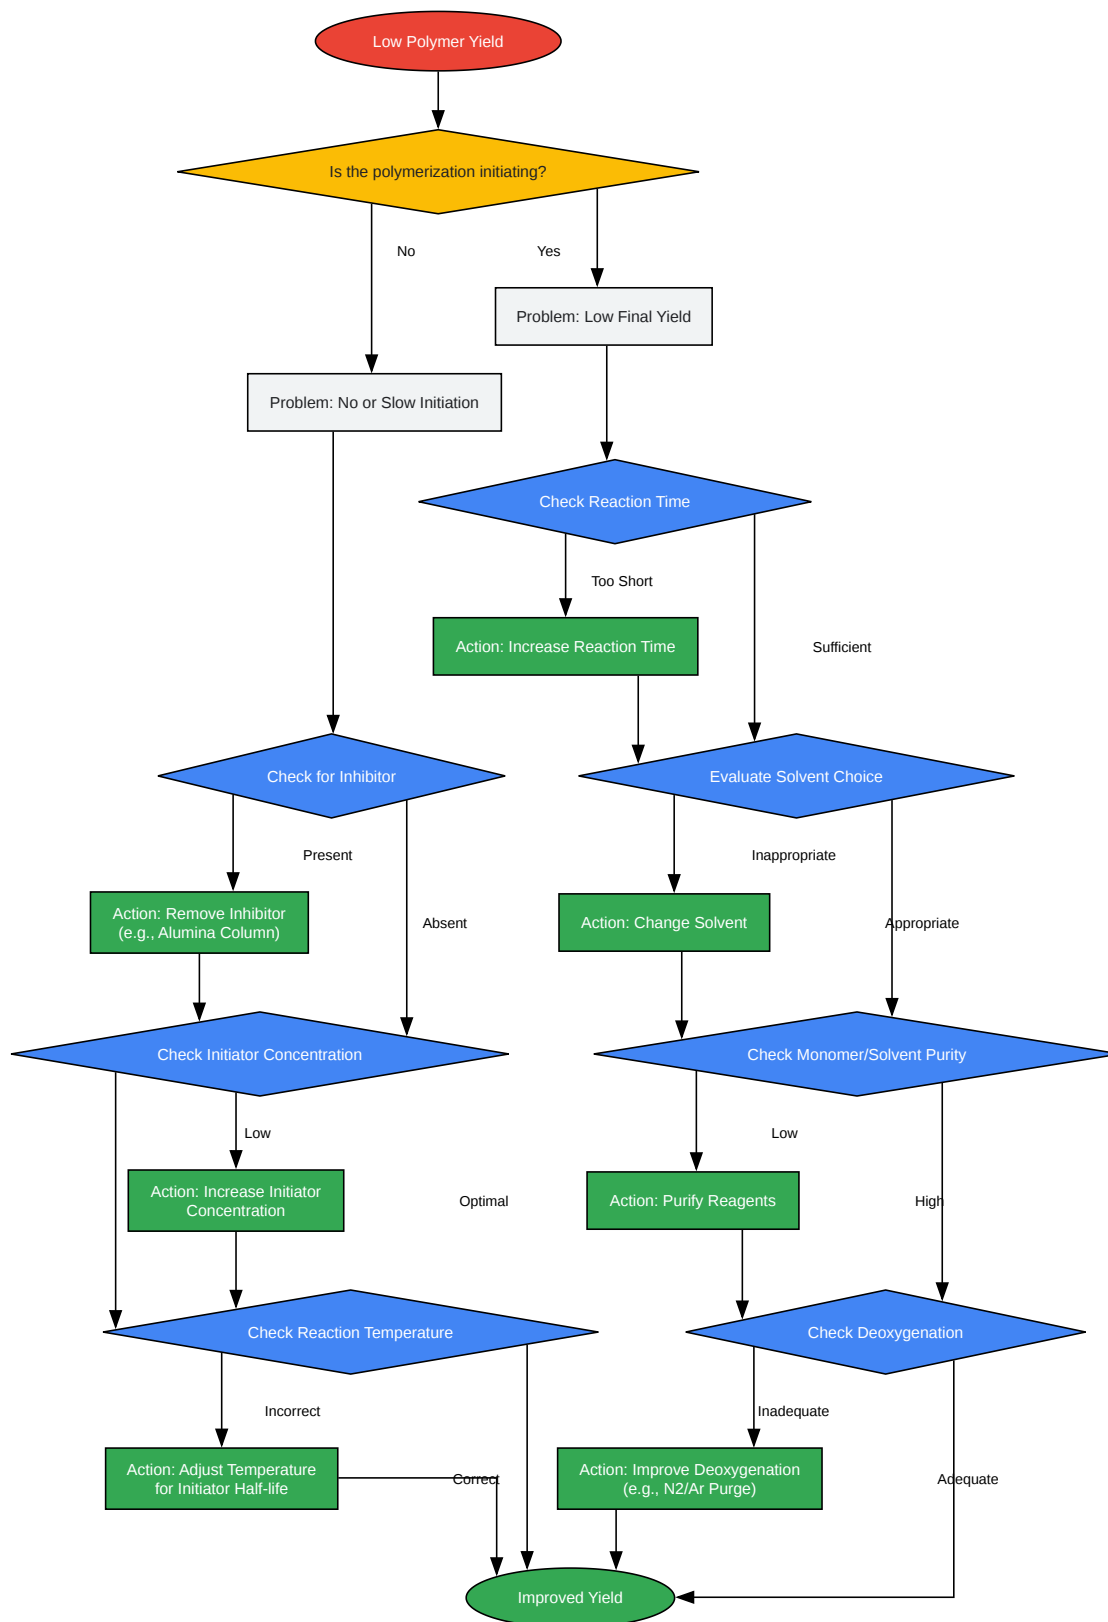 Low Polymer Yield
Is the polymerization initiating?
No
Yes
Problem: Low Final Yield
Problem: No or Slow Initiation
Check Reaction Time
Too Short
Action: Increase Reaction Time
Sufficient
Check for Inhibitor
Evaluate Solvent Choice
Present
Inappropriate
Action: Remove Inhibitor
(e.g., Alumina Column)
Absent
Action: Change Solvent
Appropriate
Check Initiator Concentration
Check Monomer/Solvent Purity
Low
Low
Action: Increase Initiator
Concentration
Optimal
Action: Purify Reagents
High
Check Reaction Temperature
Check Deoxygenation
Incorrect
Inadequate
Action: Adjust Temperature
for Initiator Half-life
Correct
Action: Improve Deoxygenation
(e.g., N2/Ar Purge)
Adequate
Improved Yield